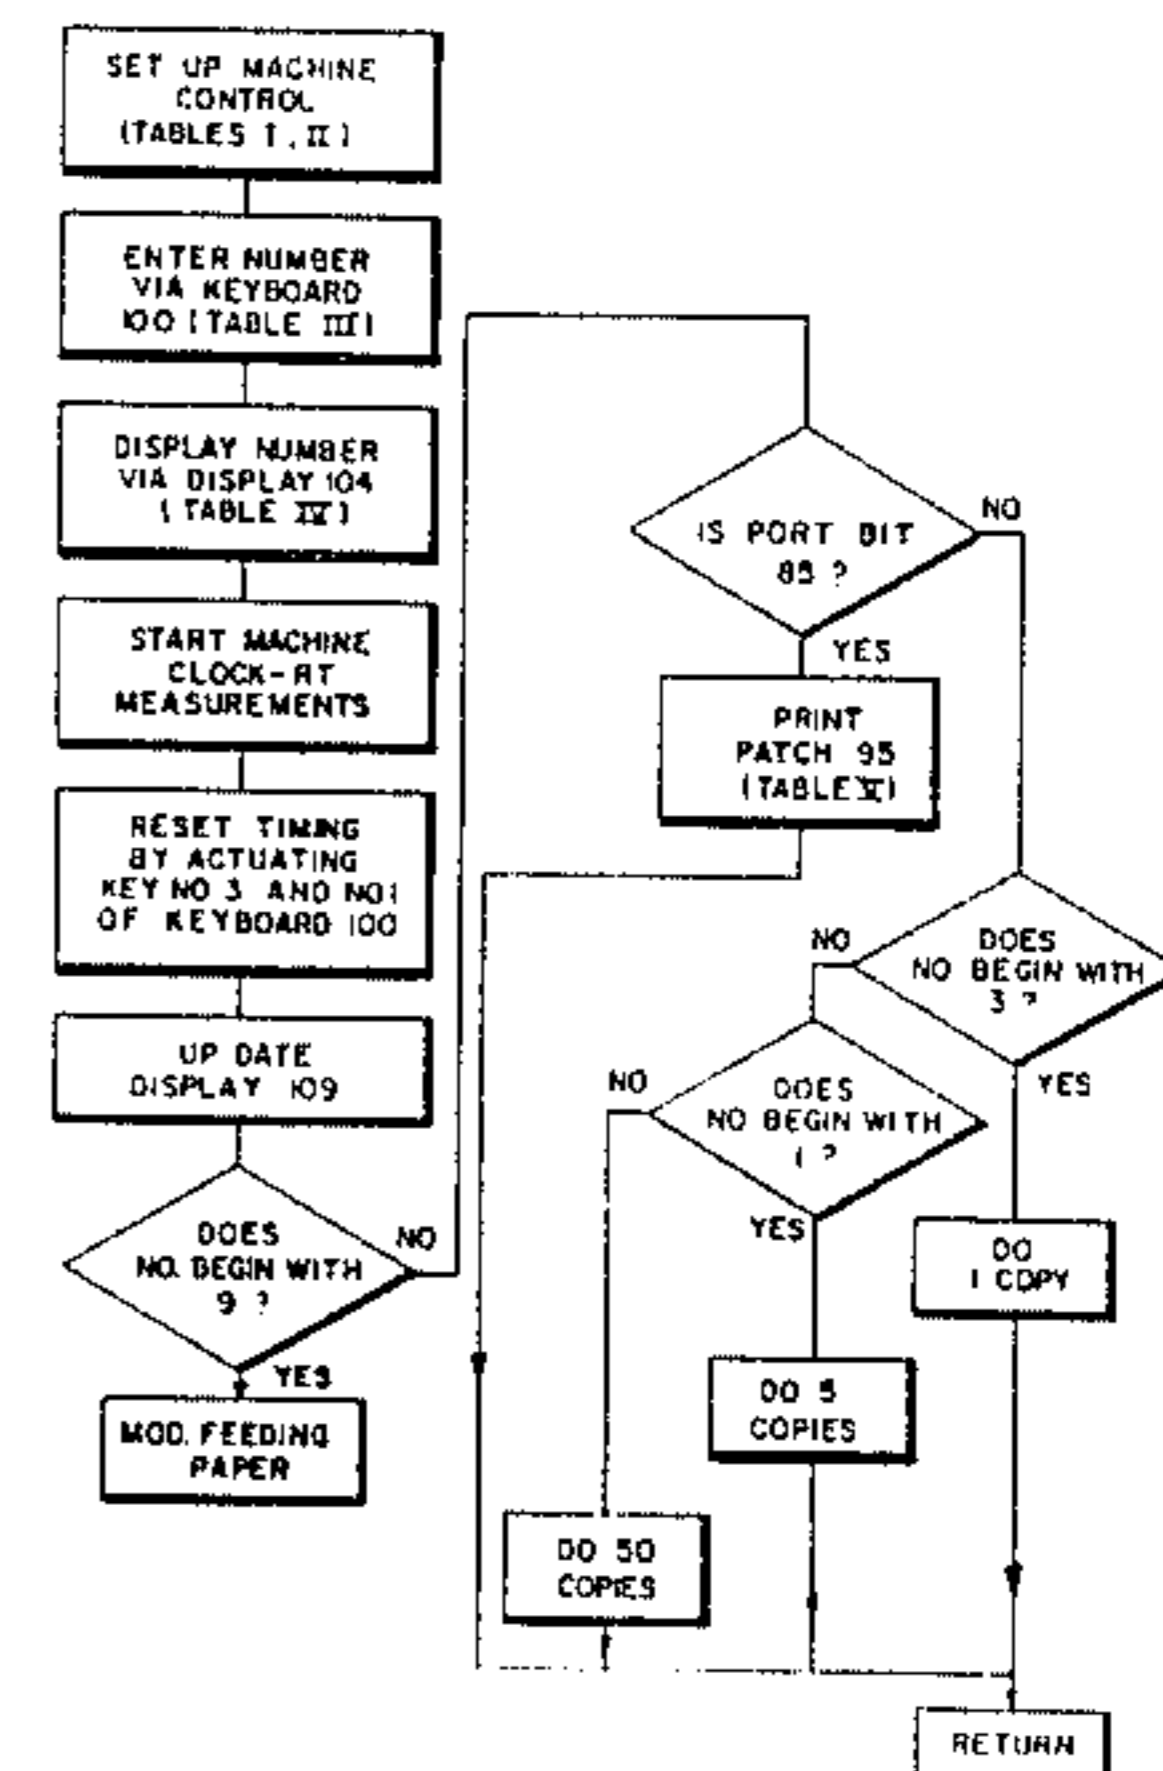 SET UP MACHINE
CONTROL
(TABLES I, II)
ENTER NUMBER
VIA KEYBOARD
100 (TABLE III)
DISPLAY NUMBER
VIA DISPLAY 104
(TABLE IV)
START MACHINE
CLOCK-AT
MEASUREMENTS
RESET TIMING
BY ACTUATING
KEY NO 3 AND NO 1
OF KEYBOARD 100
UP DATE
DISPLAY 109
DOES
NO. BEGIN WITH
9 ?
NO
YES
MOD. FEEDING
PAPER
IS PORT BIT
85 ?
NO
YES
PRINT
PATCH 95
(TABLE V)
DOES
NO BEGIN WITH
3 ?
NO
YES
DOES
NO BEGIN WITH
1 ?
NO
YES
DO
1 COPY
DO 5
COPIES
DO 50
COPIES
RETURN